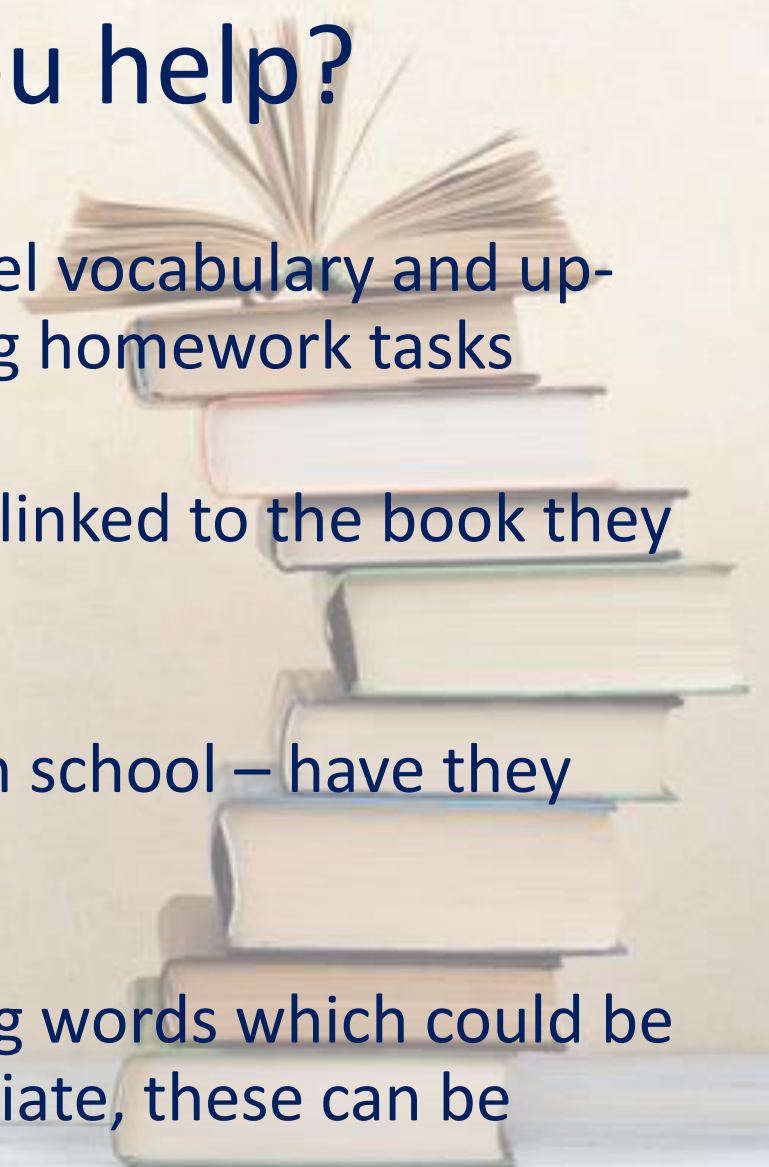 u help?
el vocabulary and up-
g homework tasks
linked to the book they
n school – have they
g words which could be
iate, these can be